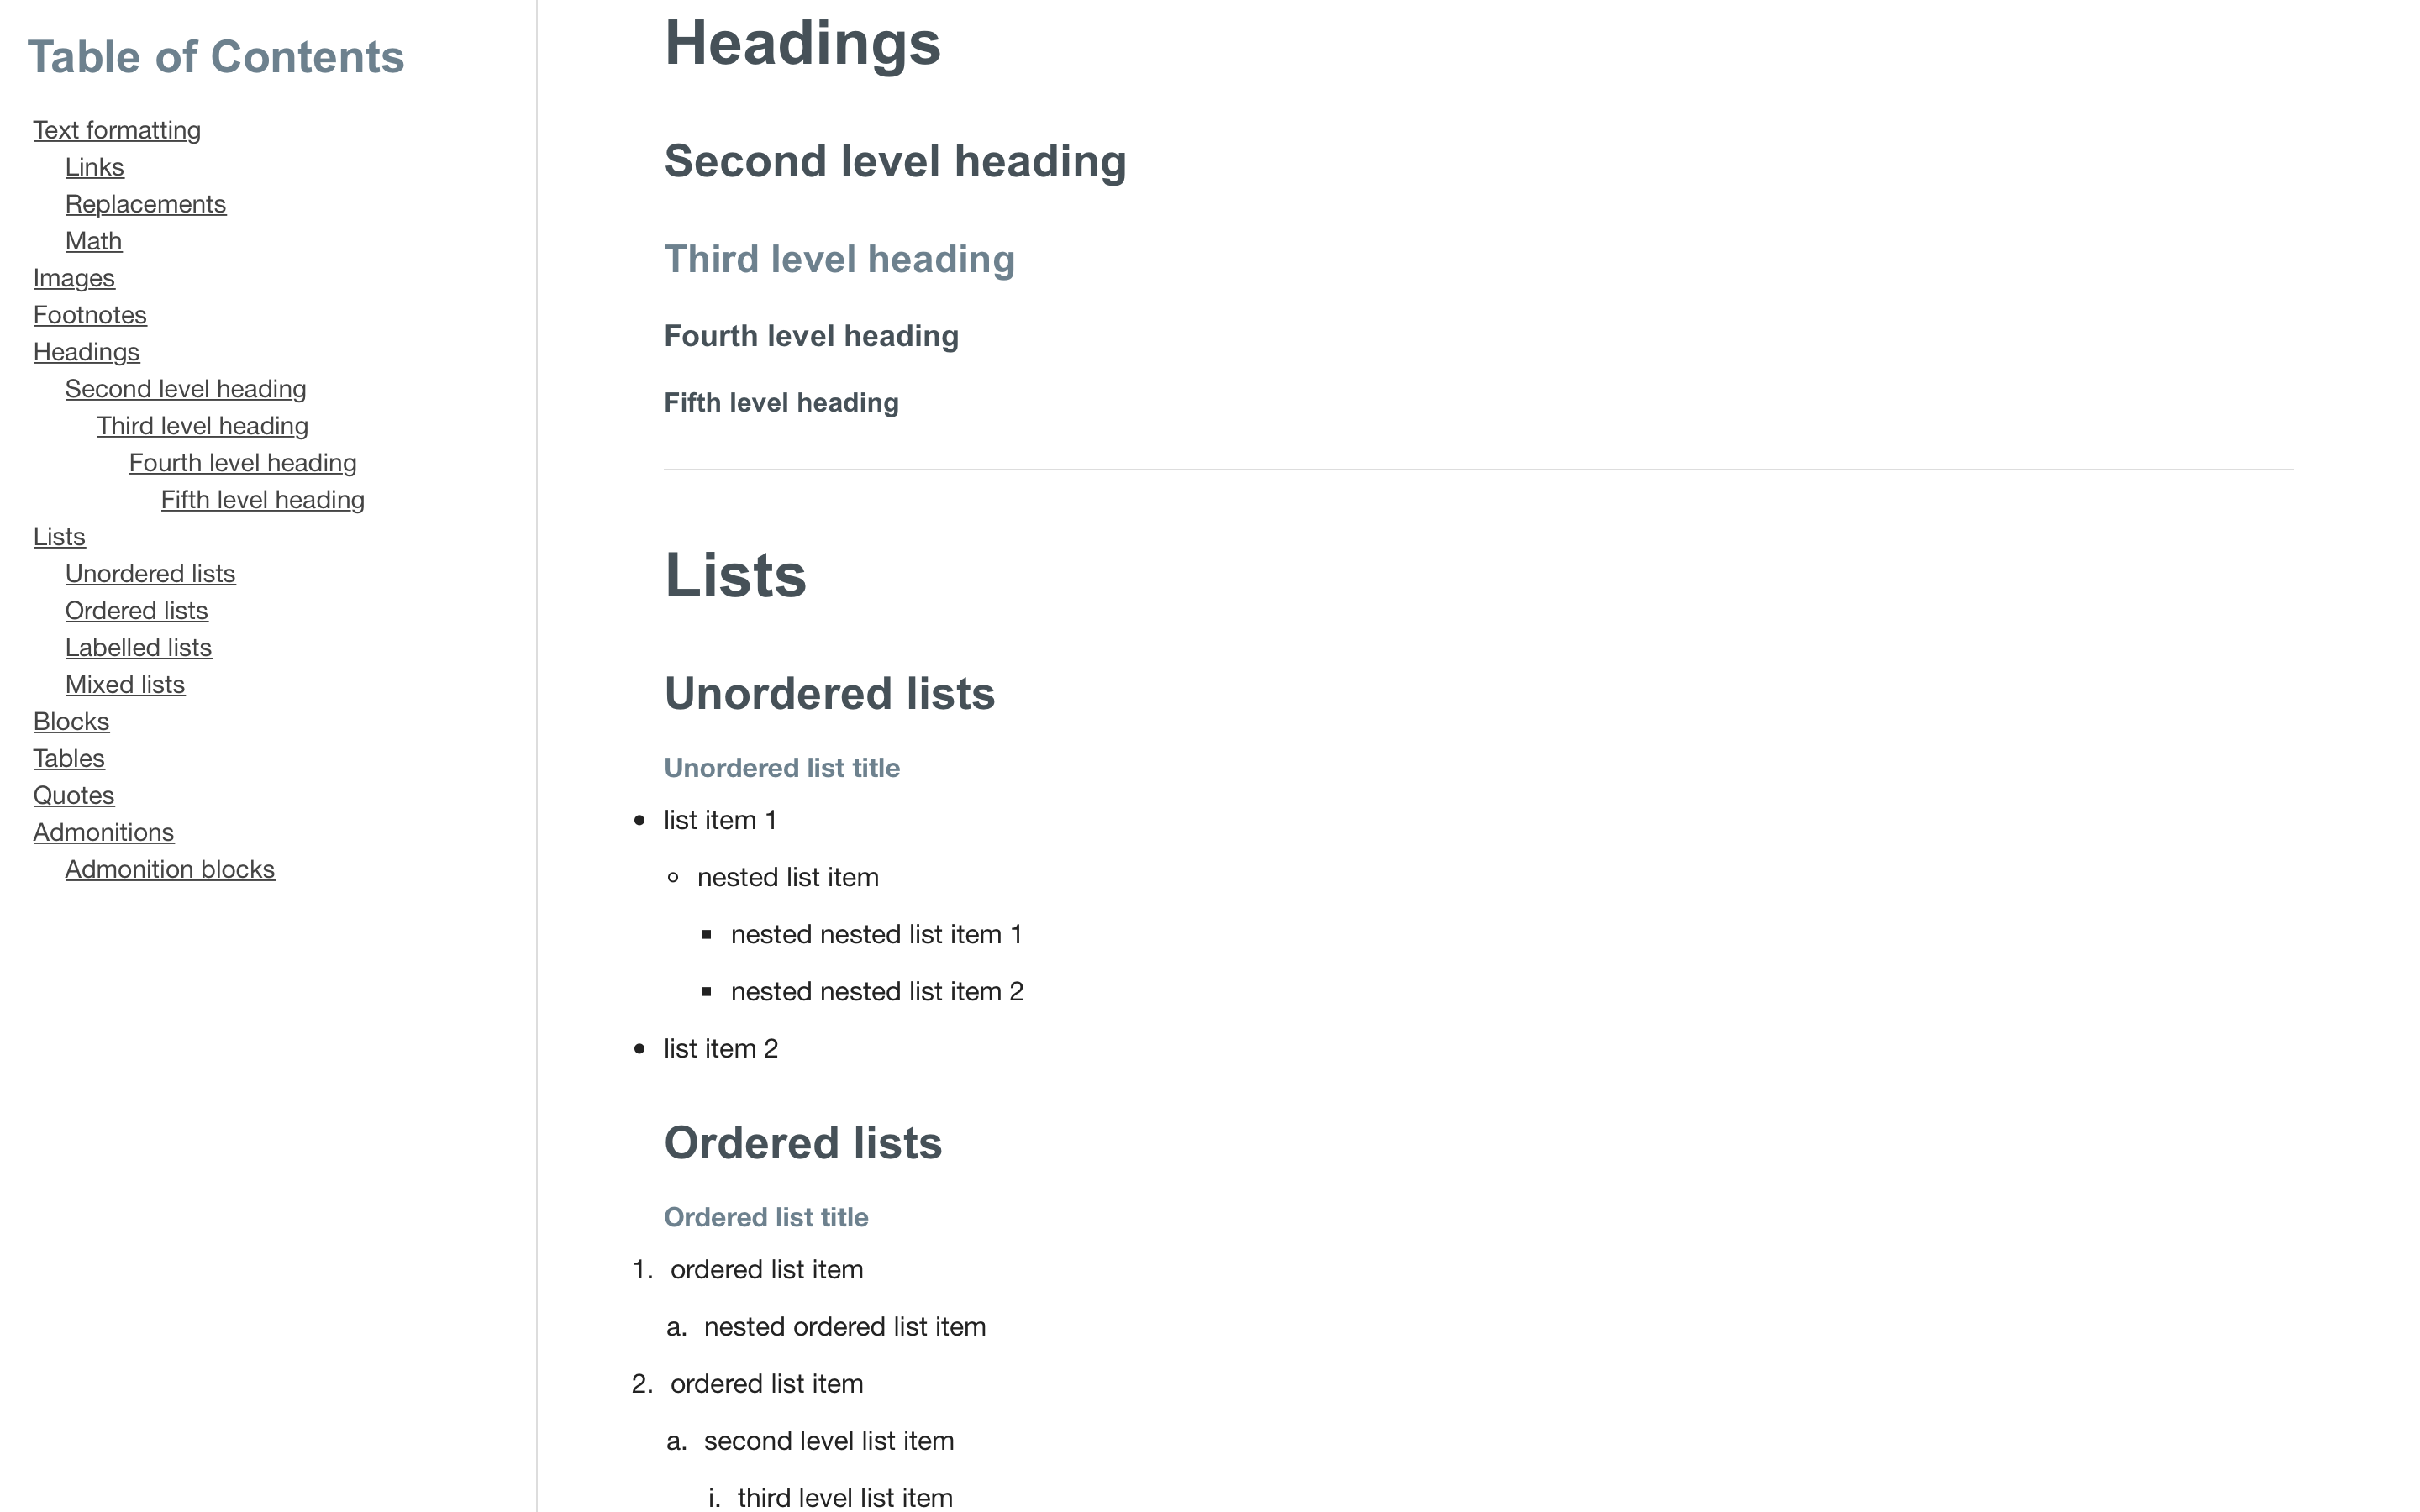 Table of Contents
Text formatting
Links
Replacements
Math
Images
Footnotes
Headings
Second level heading
Third level heading
Fourth level heading
Fifth level heading
Lists
Unordered lists
Ordered lists
Labelled lists
Mixed lists
Blocks
Tables
Quotes
Admonitions
Admonition blocks
Headings
Second level heading
Third level heading
Fourth level heading
Fifth level heading
Lists
Unordered lists
Unordered list title
• list item 1
◦ nested list item
▪ nested nested list item 1
▪ nested nested list item 2
• list item 2
Ordered lists
Ordered list title
1. ordered list item
a. nested ordered list item
2. ordered list item
a. second level list item
i. third level list item